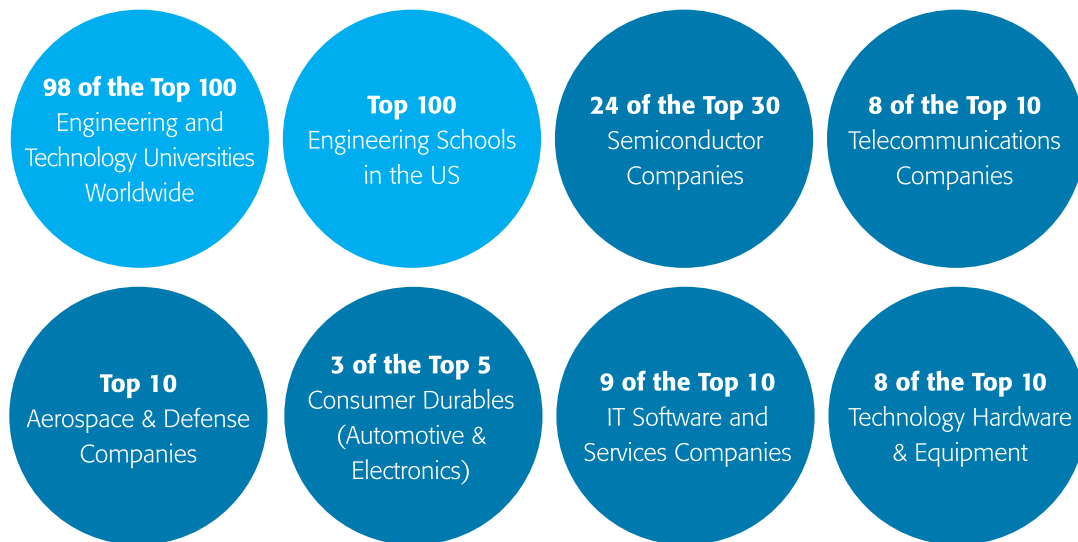 98 of the Top 100
Engineering and
Technology Universities
Worldwide
Top 100
Engineering Schools
in the US
24 of the Top 30
Semiconductor
Companies
8 of the Top 10
Telecommunications
Companies
Top 10
Aerospace & Defense
Companies
3 of the Top 5
Consumer Durables
(Automotive &
Electronics)
9 of the Top 10
IT Software and
Services Companies
8 of the Top 10
Technology Hardware
& Equipment